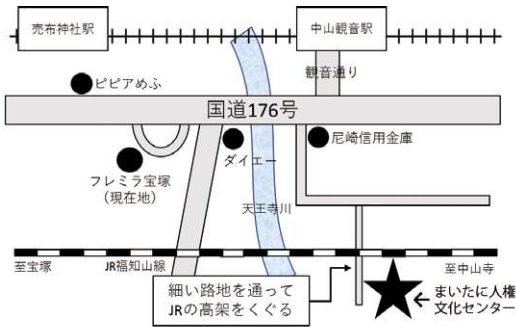 売布神社駅
中山観音駅
観音通り
ピピアめふ
国道176号
尼崎信用金庫
ダイエー
フレミラ宝塚
(現在地)
天王寺川
至宝塚
JR福知山線
至中山寺
細い路地を通って
JRの高架をくぐる
まいたに人権
文化センター